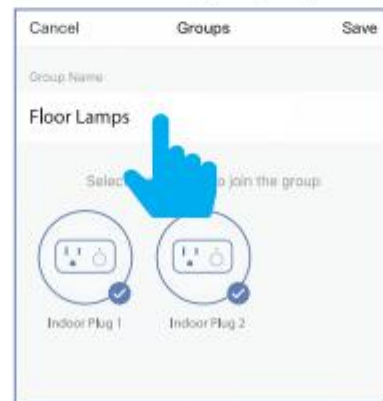 Cancel Groups Save
Group Name
Floor Lamps
Selec o join the group
Indoor Plug 1 Indoor Plug 2